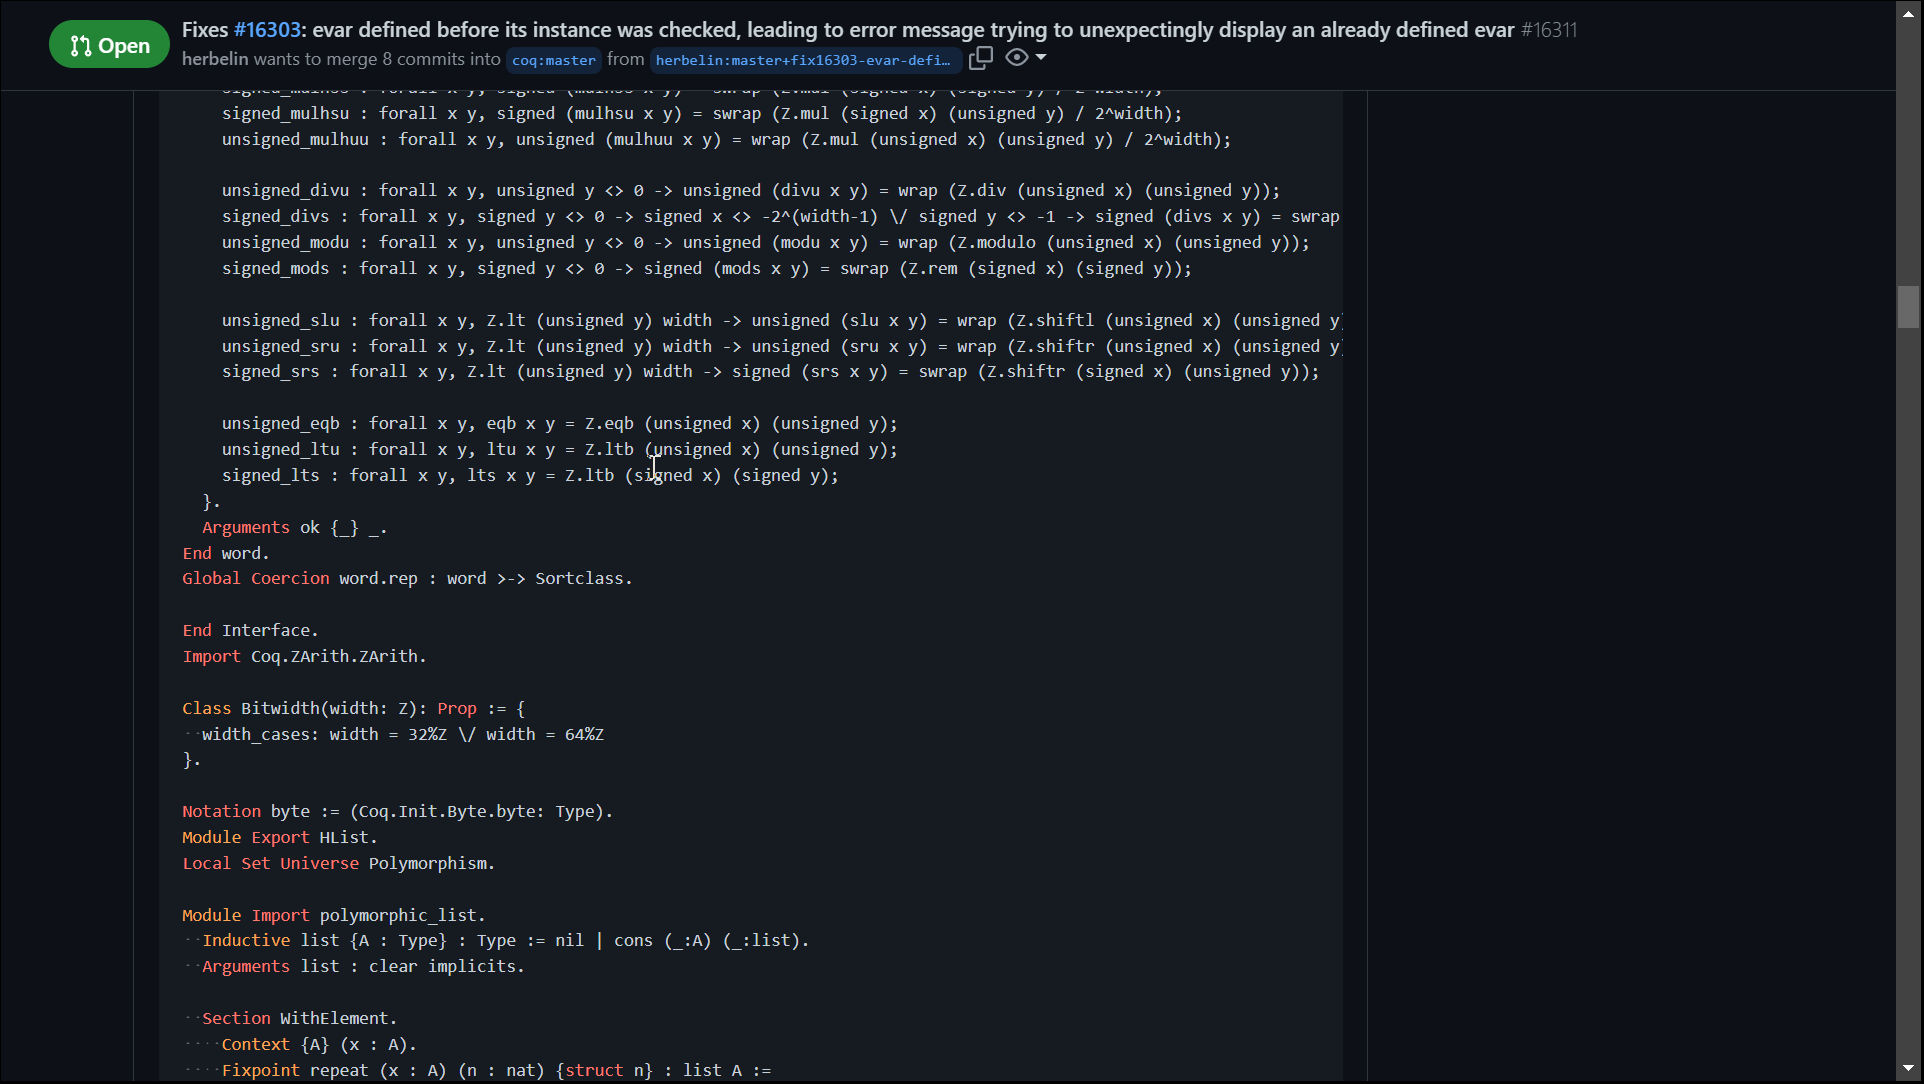 Open
Fixes #16303: evar defined before its instance was checked, leading to error message trying to unexpectingly display an already defined evar #16311
herbelin wants to merge 8 commits into coq:master from herbelin:master+fix16303-evar-defi…
signed_mulhsu : forall x y, signed (mulhsu x y) = swrap (Z.mul (signed x) (unsigned y) / 2^width);
unsigned_mulhuu : forall x y, unsigned (mulhuu x y) = wrap (Z.mul (unsigned x) (unsigned y) / 2^width);
unsigned_divu : forall x y, unsigned y <> 0 -> unsigned (divu x y) = wrap (Z.div (unsigned x) (unsigned y));
signed_divs : forall x y, signed y <> 0 -> signed x <> -2^(width-1) \/ signed y <> -1 -> signed (divs x y) = swrap
unsigned_modu : forall x y, unsigned y <> 0 -> unsigned (modu x y) = wrap (Z.modulo (unsigned x) (unsigned y));
signed_mods : forall x y, signed y <> 0 -> signed (mods x y) = swrap (Z.rem (signed x) (signed y));
unsigned_slu : forall x y, Z.lt (unsigned y) width -> unsigned (slu x y) = wrap (Z.shiftl (unsigned x) (unsigned y)
unsigned_sru : forall x y, Z.lt (unsigned y) width -> unsigned (sru x y) = wrap (Z.shiftr (unsigned x) (unsigned y)
signed_srs : forall x y, Z.lt (unsigned y) width -> signed (srs x y) = swrap (Z.shiftr (signed x) (unsigned y));
unsigned_eqb : forall x y, eqb x y = Z.eqb (unsigned x) (unsigned y);
unsigned_ltu : forall x y, ltu x y = Z.ltb (unsigned x) (unsigned y);
signed_lts : forall x y, lts x y = Z.ltb (signed x) (signed y);
}.
Arguments ok {_} _.
End word.
Global Coercion word.rep : word >-> Sortclass.
End Interface.
Import Coq.ZArith.ZArith.
Class Bitwidth(width: Z): Prop := {
width_cases: width = 32%Z \/ width = 64%Z
}.
Notation byte := (Coq.Init.Byte.byte: Type).
Module Export HList.
Local Set Universe Polymorphism.
Module Import polymorphic_list.
Inductive list {A : Type} : Type := nil | cons (_:A) (_:list).
Arguments list : clear implicits.
Section WithElement.
Context {A} (x : A).
Fixpoint repeat (x : A) (n : nat) {struct n} : list A :=